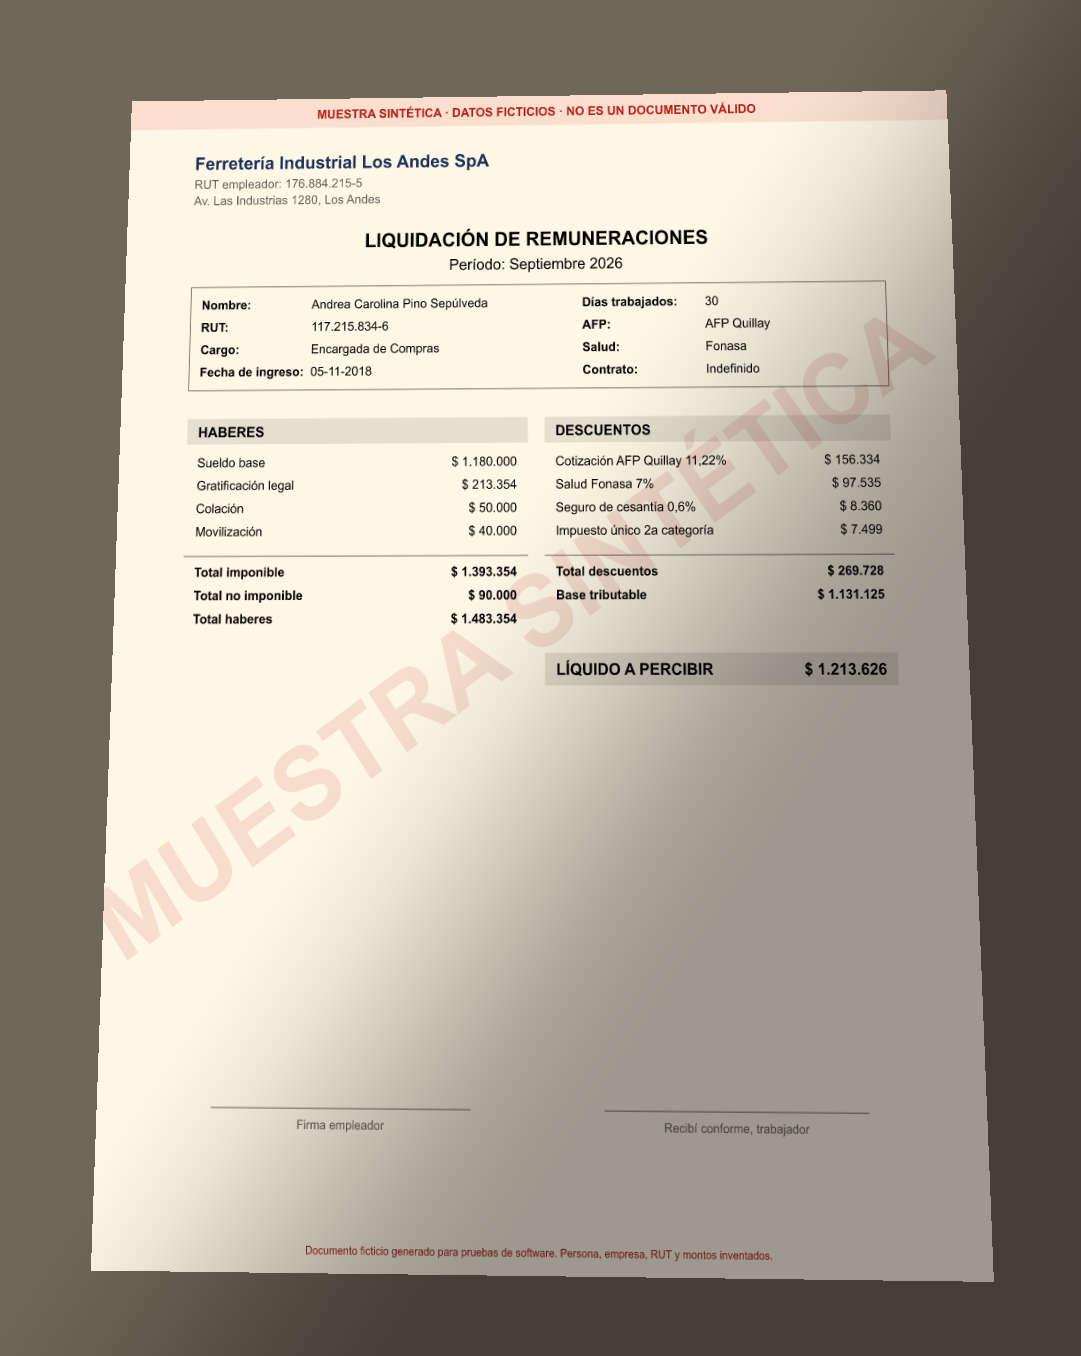 MUESTRA SINTÉTICA · DATOS FICTICIOS · NO ES UN DOCUMENTO VÁLIDO
Ferretería Industrial Los Andes SpA
RUT empleador: 176.884.215-5
Av. Las Industrias 1280, Los Andes
LIQUIDACIÓN DE REMUNERACIONES
Período: Septiembre 2026
Nombre: Andrea Carolina Pino Sepúlveda Días trabajados: 30
RUT: 117.215.834-6 AFP: AFP Quillay
Cargo: Encargada de Compras Salud: Fonasa
Fecha de ingreso: 05-11-2018 Contrato: Indefinido
HABERES
Sueldo base $ 1.180.000
Gratificación legal $ 213.354
Colación $ 50.000
Movilización $ 40.000
Total imponible $ 1.393.354
Total no imponible $ 90.000
Total haberes $ 1.483.354
DESCUENTOS
Cotización AFP Quillay 11,22% $ 156.334
Salud Fonasa 7% $ 97.535
Seguro de cesantía 0,6% $ 8.360
Impuesto único 2a categoría $ 7.499
Total descuentos $ 269.728
Base tributable $ 1.131.125
LÍQUIDO A PERCIBIR $ 1.213.626
MUESTRA SINTÉTICA
Firma empleador
Recibí conforme, trabajador
Documento ficticio generado para pruebas de software. Persona, empresa, RUT y montos inventados.